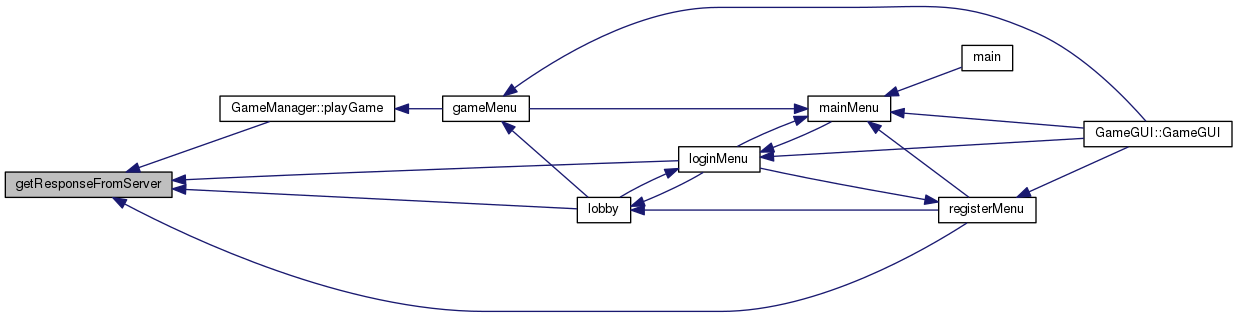 main
GameManager::playGame
gameMenu
mainMenu
GameGUI::GameGUI
loginMenu
getResponseFromServer
lobby
registerMenu